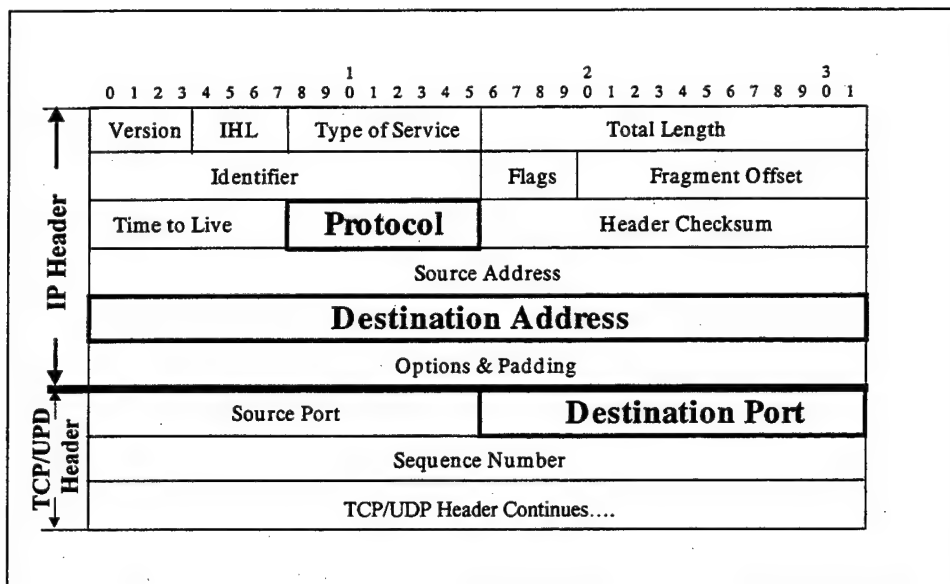 1 2 3
0 1 2 3 4 5 6 7 8 9 0 1 2 3 4 5 6 7 8 9 0 1 2 3 4 5 6 7 8 9 0 1
Version IHL Type of Service Total Length
Identifier Flags Fragment Offset
Time to Live Protocol Header Checksum
Source Address
Destination Address
Options & Padding
IP Header
Source Port Destination Port
Sequence Number
TCP/UDP Header Continues....
TCP/UPD
Header